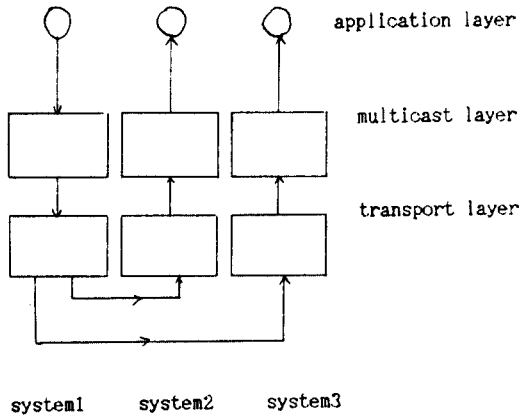 application layer
multicast layer
transport layer
system1 system2 system3